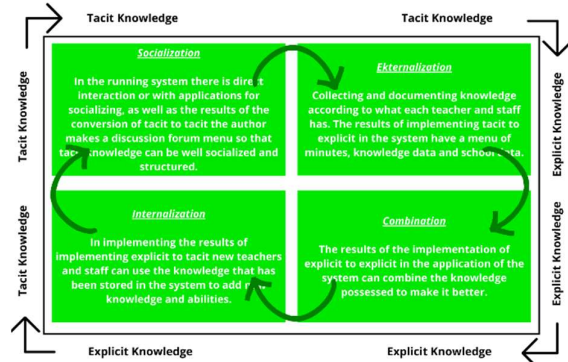 Tacit Knowledge
Tacit Knowledge
Tacit Knowledge
Socialization
In the running system there is direct
interaction or with applications for
socializing, as well as the results of the
conversion of tacit to tacit the author
makes a discussion forum menu so that
tacit knowledge can be well socialized and
structured.
Ekternalization
Collecting and documenting knowledge
according to what each teacher and staff
has. The results of implementing tacit to
explicit in the system have a menu of
minutes, knowledge data and school data.
Explicit Knowledge
Tacit Knowledge
Internalization
In implementing the results of
implementing explicit to tacit new teachers
and staff can use the knowledge that has
been stored in the system to add new
knowledge and abilities.
Combination
The results of the implementation of
explicit to explicit in the application of the
system can combine the knowledge
possessed to make it better.
Explicit Knowledge
Explicit Knowledge
Explicit Knowledge